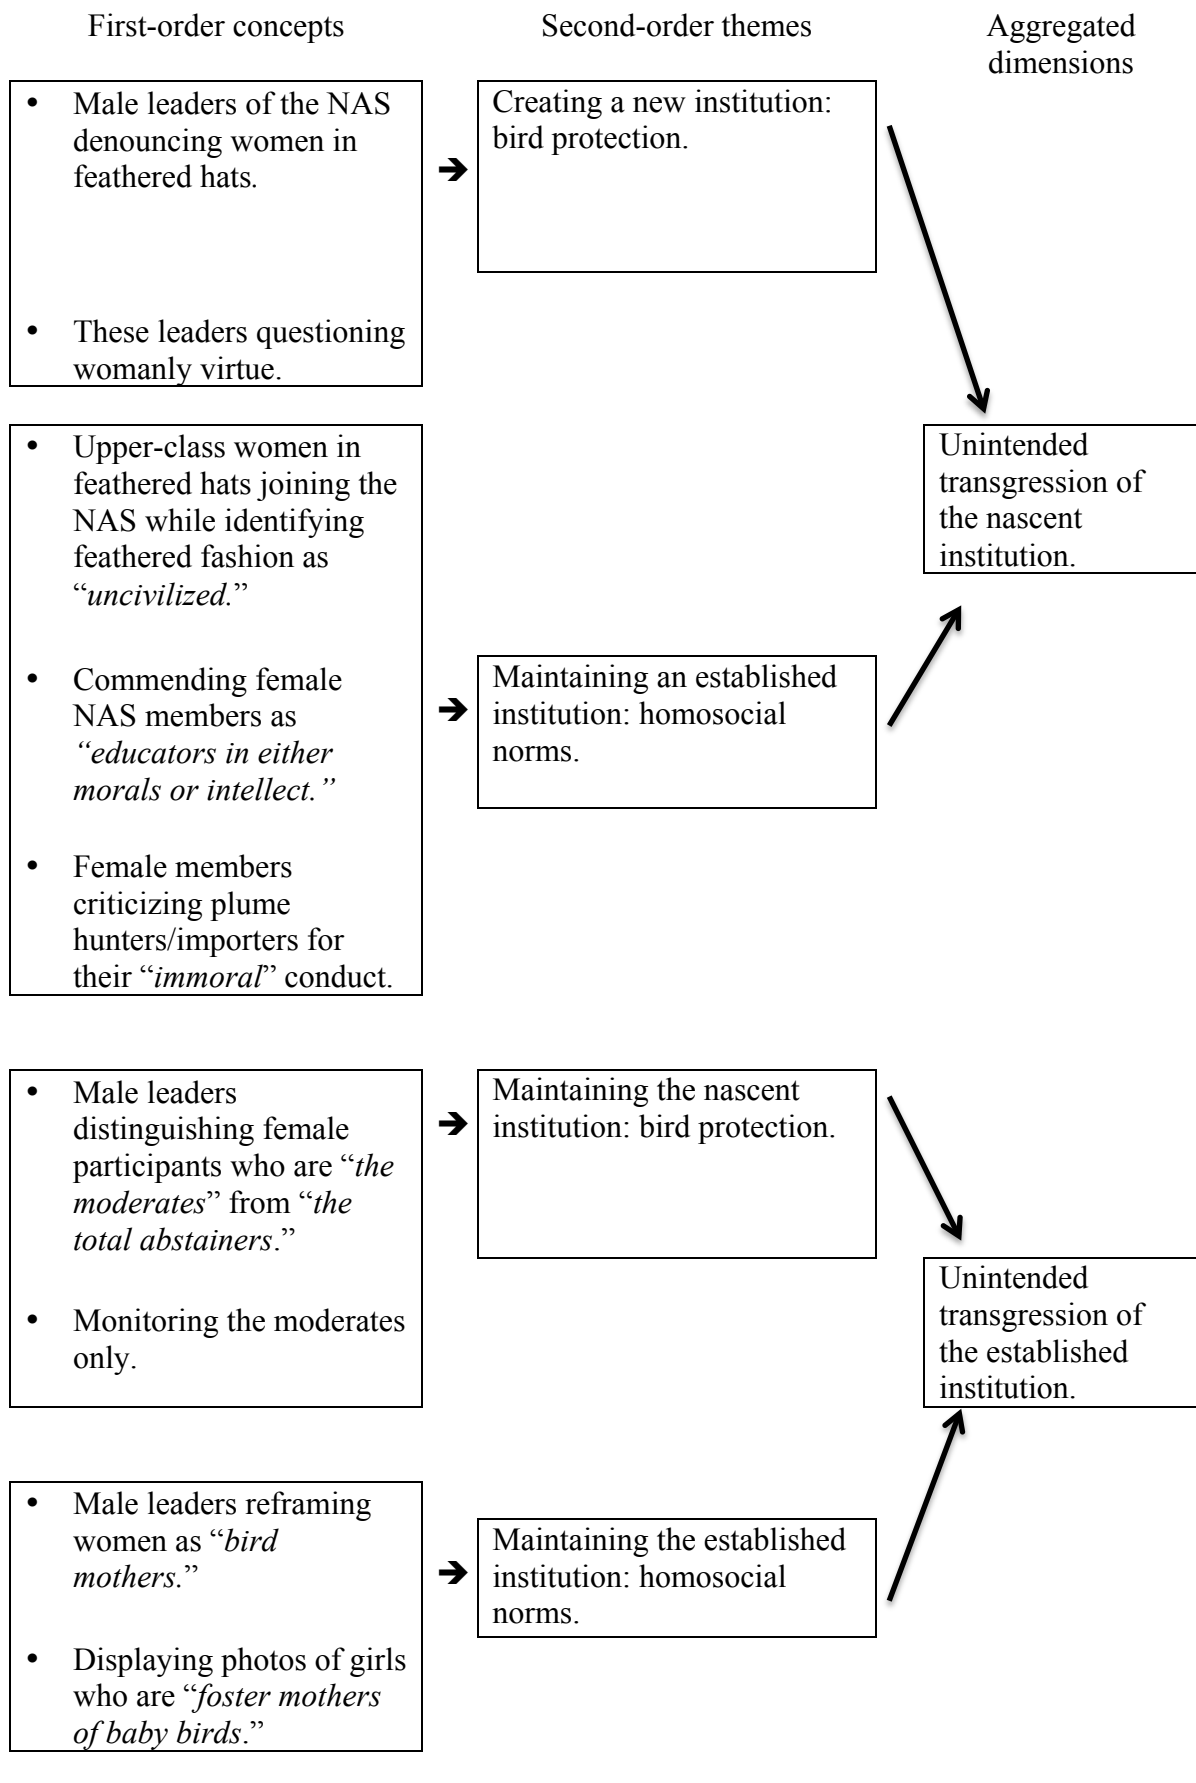 First-order concepts
Second-order themes
Aggregated
dimensions
• Male leaders of the NAS
denouncing women in
feathered hats.
• These leaders questioning
womanly virtue.
➔
Creating a new institution:
bird protection.
• Upper-class women in
feathered hats joining the
NAS while identifying
feathered fashion as
“uncivilized.”
• Commending female
NAS members as
“educators in either
morals or intellect.”
• Female members
criticizing plume
hunters/importers for
their “immoral” conduct.
➔
Maintaining an established
institution: homosocial
norms.
Unintended
transgression of
the nascent
institution.
• Male leaders
distinguishing female
participants who are “the
moderates” from “the
total abstainers.”
• Monitoring the moderates
only.
➔
Maintaining the nascent
institution: bird protection.
• Male leaders reframing
women as “bird
mothers.”
• Displaying photos of girls
who are “foster mothers
of baby birds.”
➔
Maintaining the established
institution: homosocial
norms.
Unintended
transgression of
the established
institution.